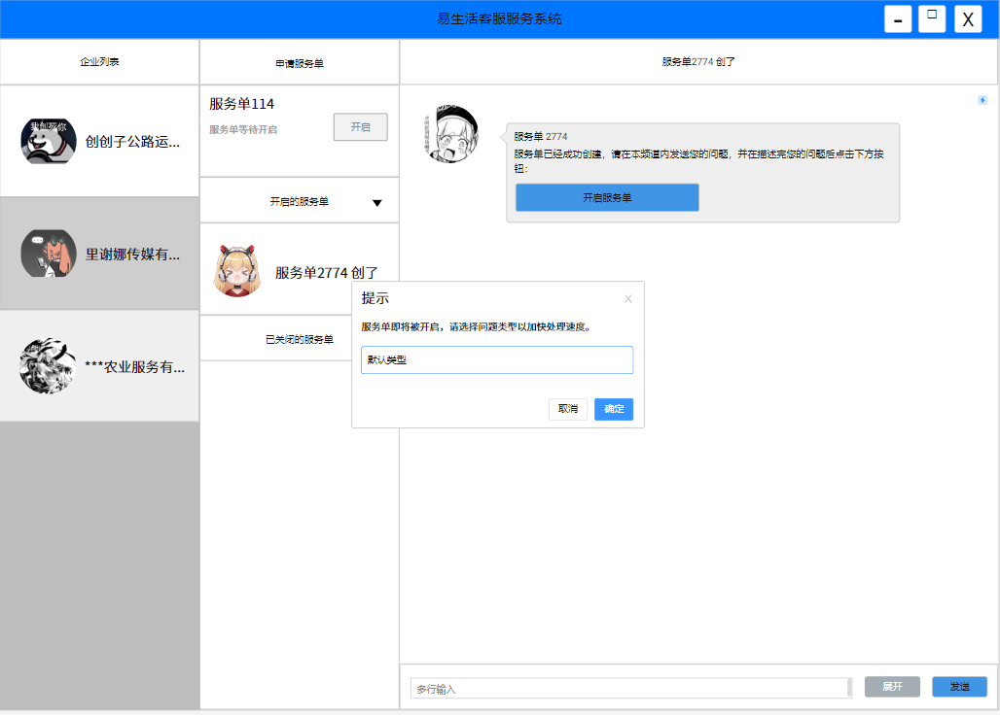 易生活客服服务系统
-
X
企业列表
申请服务单
服务单2774 创了
创创子公路运...
里谢娜传媒有...
***农业服务有...
服务单114
服务单等待开启
开启
开启的服务单
服务单2774 创了
已关闭的服务单
服务单 2774
服务单已经成功创建，请在本频道内发送您的问题，并在描述完您的问题后点击下方按
钮：
开启服务单
提示
服务单即将被开启，请选择问题类型以加快处理速度。
默认类型
取消
确定
多行输入
展开
发送